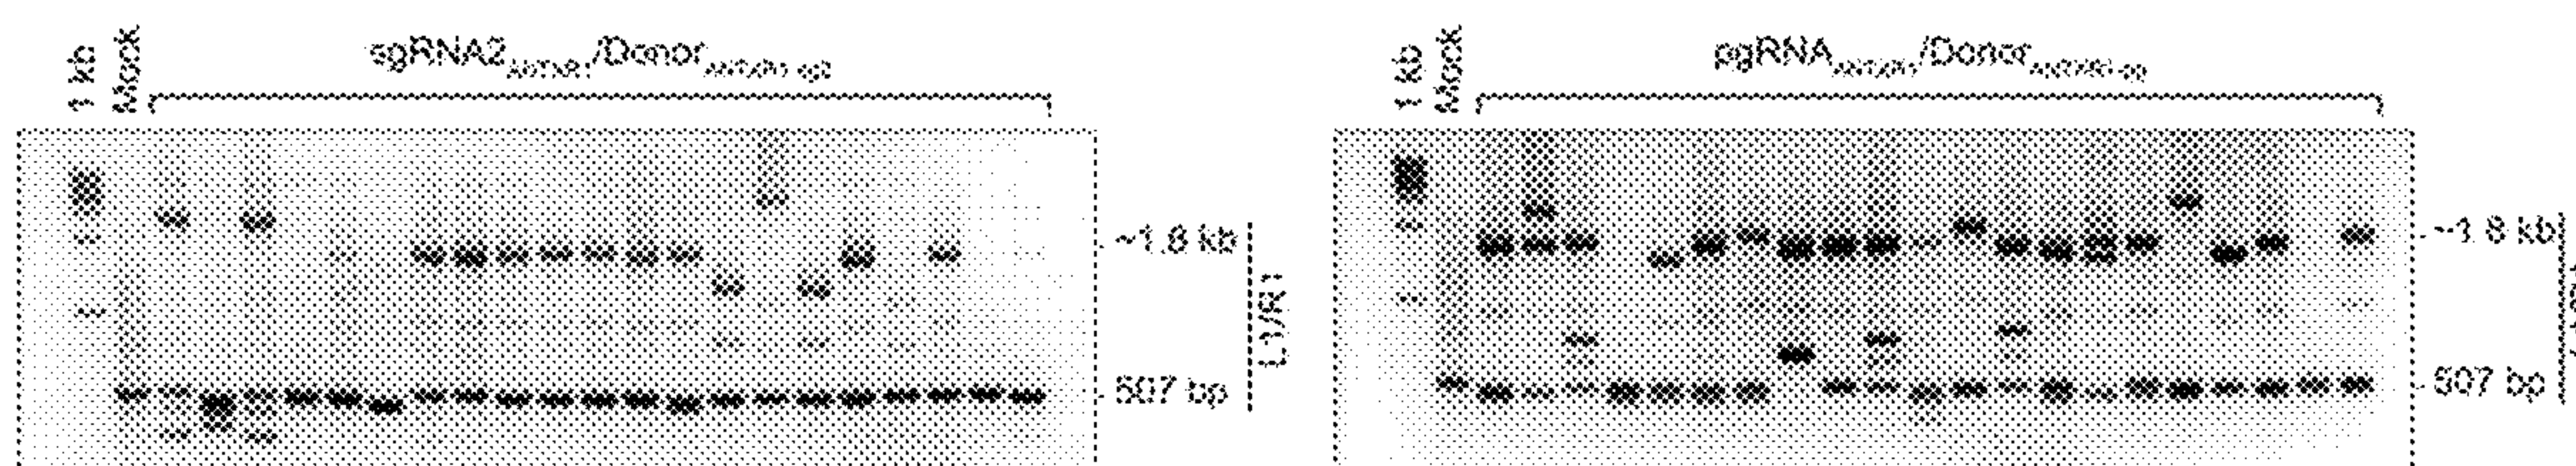 1 kb
Mock
sgRNA2 /Donor
~1.8 kb
507 bp
L1/R1
1 kb
Mock
pgRNA /Donor
~1.8 kb
507 bp